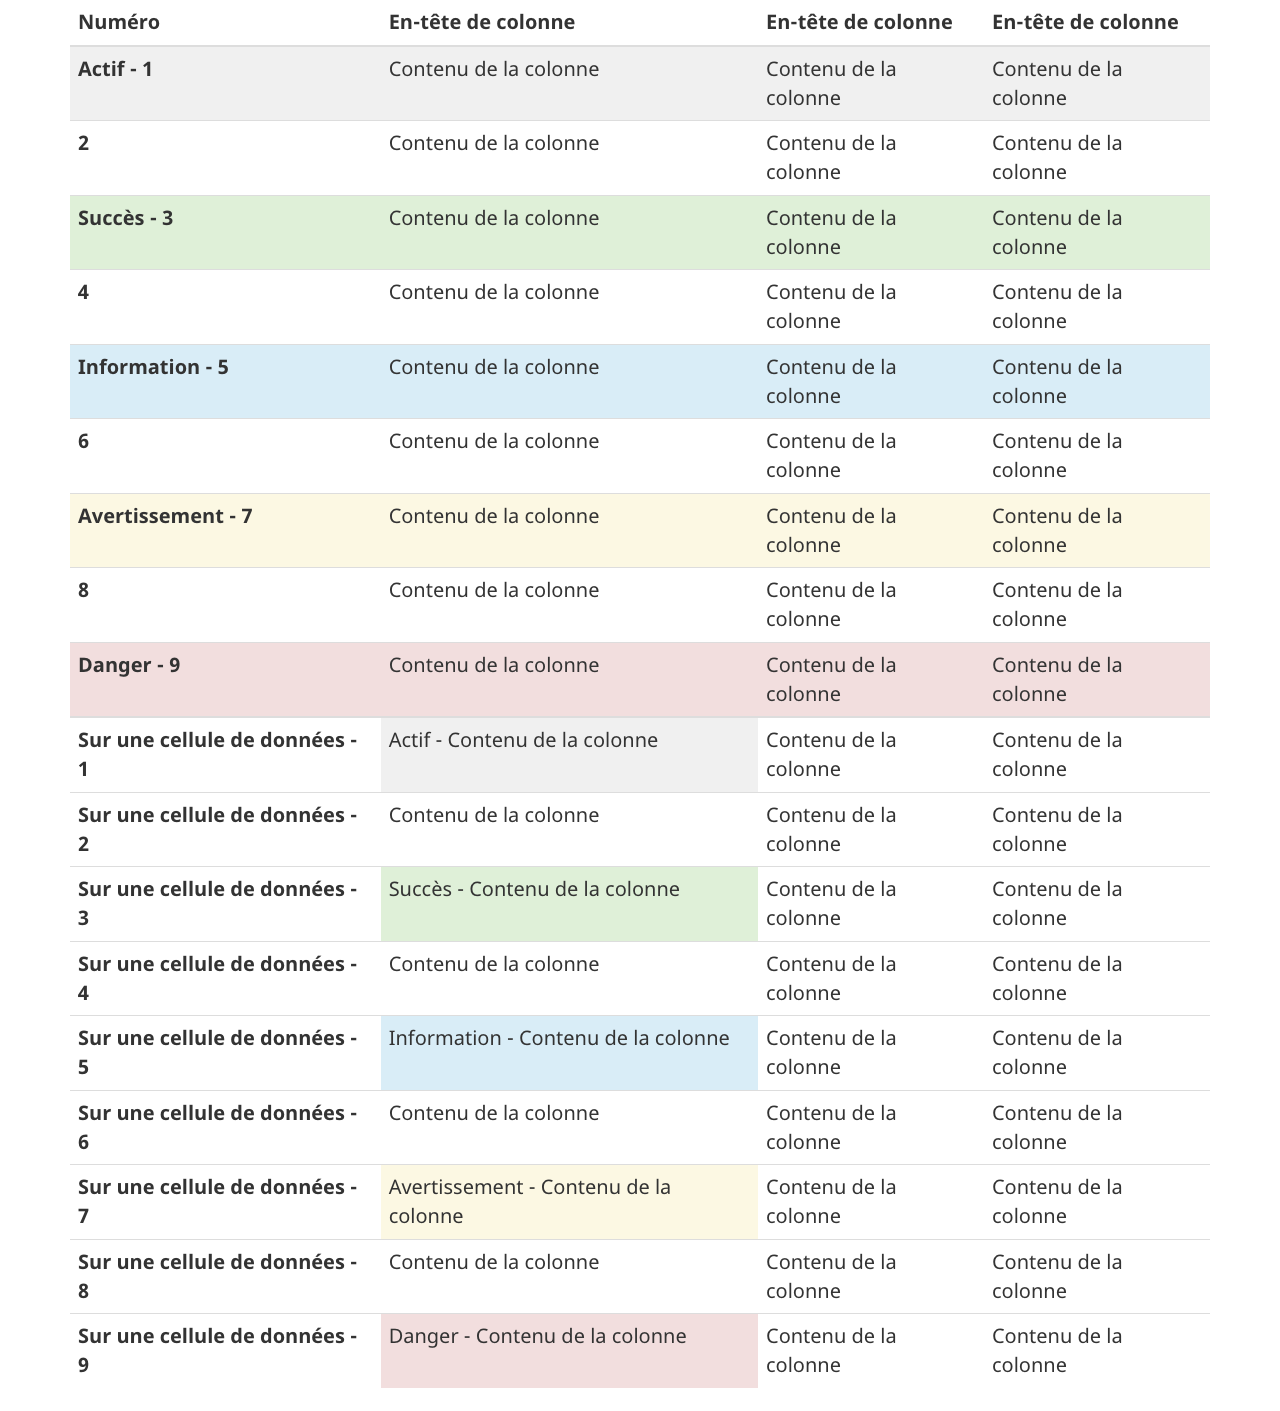 Numéro En-tête de colonne En-tête de colonne En-tête de colonne
Actif - 1 Contenu de la colonne Contenu de la Contenu de la
colonne colonne
2 Contenu de la colonne Contenu de la Contenu de la
colonne colonne
Succès - 3 Contenu de la colonne Contenu de la Contenu de la
colonne colonne
4 Contenu de la colonne Contenu de la Contenu de la
colonne colonne
Information - 5 Contenu de la colonne Contenu de la Contenu de la
colonne colonne
6 Contenu de la colonne Contenu de la Contenu de la
colonne colonne
Avertissement - 7 Contenu de la colonne Contenu de la Contenu de la
colonne colonne
8 Contenu de la colonne Contenu de la Contenu de la
colonne colonne
Danger - 9 Contenu de la colonne Contenu de la Contenu de la
colonne colonne
Sur une cellule de données - Actif - Contenu de la colonne Contenu de la Contenu de la
1 colonne colonne
Sur une cellule de données - Contenu de la colonne Contenu de la Contenu de la
2 colonne colonne
Sur une cellule de données - Succès - Contenu de la colonne Contenu de la Contenu de la
3 colonne colonne
Sur une cellule de données - Contenu de la colonne Contenu de la Contenu de la
4 colonne colonne
Sur une cellule de données - Information - Contenu de la colonne Contenu de la Contenu de la
5 colonne colonne
Sur une cellule de données - Contenu de la colonne Contenu de la Contenu de la
6 colonne colonne
Sur une cellule de données - Avertissement - Contenu de la Contenu de la Contenu de la
7 colonne colonne colonne
Sur une cellule de données - Contenu de la colonne Contenu de la Contenu de la
8 colonne colonne
Sur une cellule de données - Danger - Contenu de la colonne Contenu de la Contenu de la
9 colonne colonne